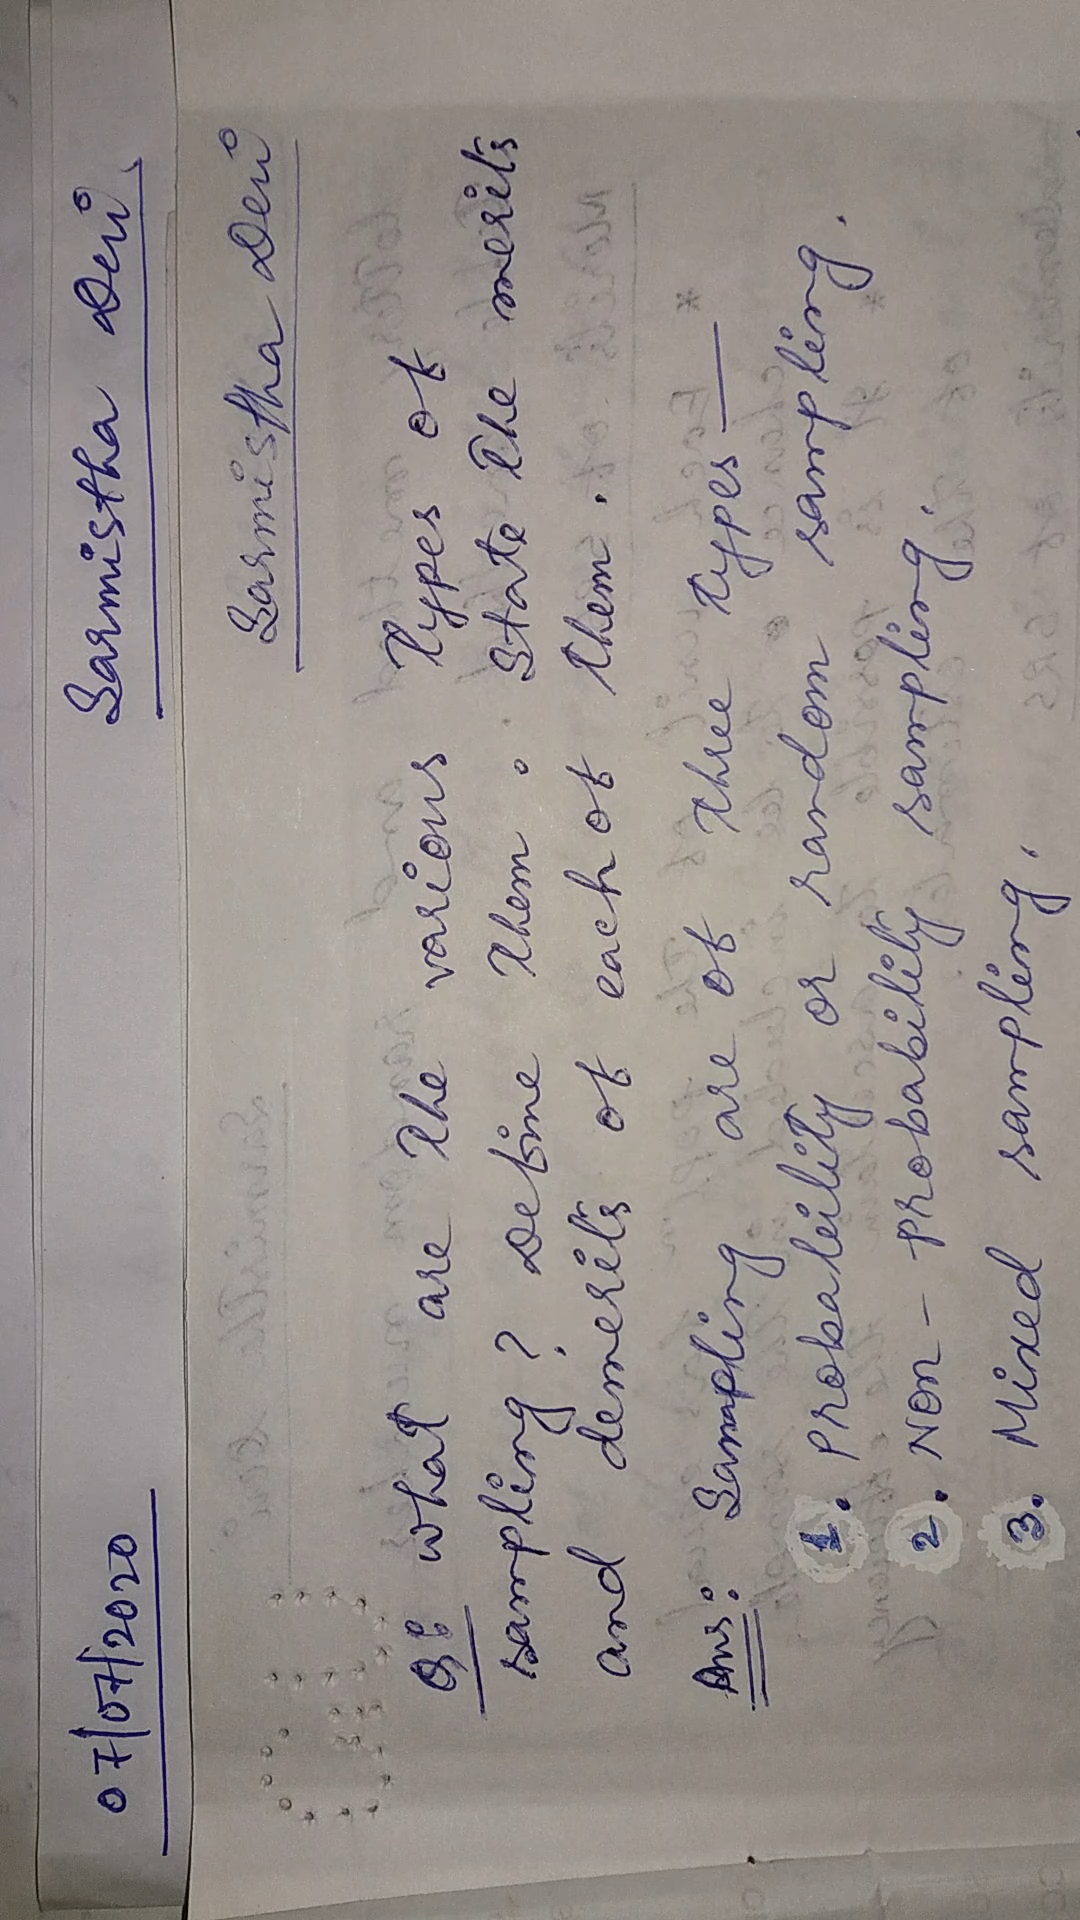 07/07/2020 Sarmistha Devi
Sarmistha Devi
Q: What are the various types of
sampling? Define them. State the merits
and demerits of each of them.
Ans: Sampling are of three types —
1. Probability or random sampling.
2. Non-probability sampling.
3. Mixed sampling.